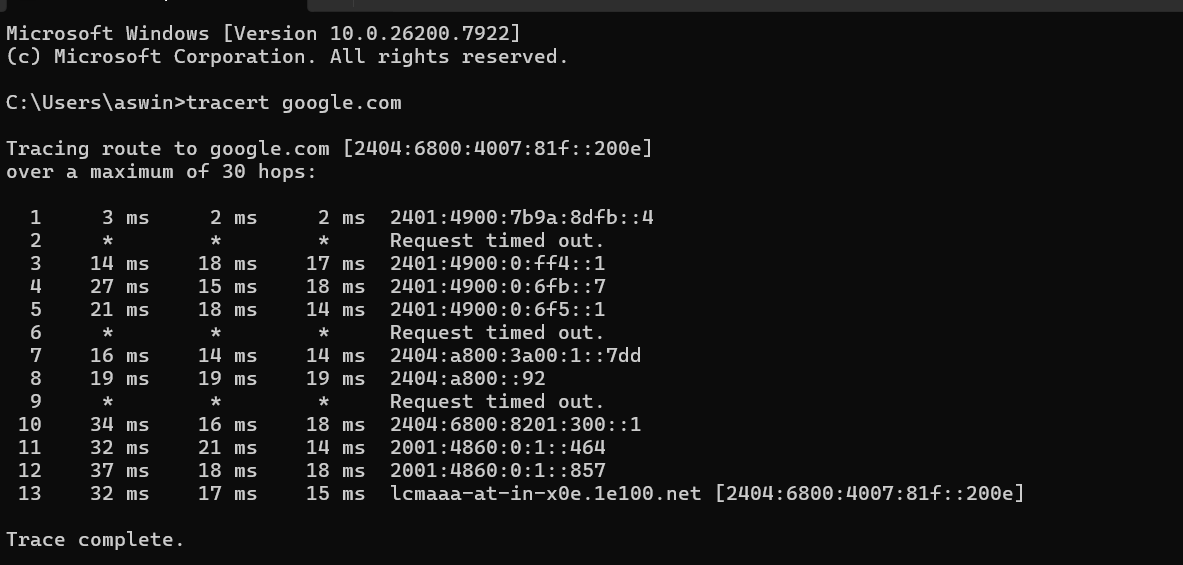 Microsoft Windows [Version 10.0.26200.7922]
(c) Microsoft Corporation. All rights reserved.
C:\Users\aswin>tracert google.com
Tracing route to google.com [2404:6800:4007:81f::200e]
over a maximum of 30 hops:
1 3 ms 2 ms 2 ms 2401:4900:7b9a:8dfb::4
2 * * * Request timed out.
3 14 ms 18 ms 17 ms 2401:4900:0:ff4::1
4 27 ms 15 ms 18 ms 2401:4900:0:6fb::7
5 21 ms 18 ms 14 ms 2401:4900:0:6f5::1
6 * * * Request timed out.
7 16 ms 14 ms 14 ms 2404:a800:3a00:1::7dd
8 19 ms 19 ms 19 ms 2404:a800::92
9 * * * Request timed out.
10 34 ms 16 ms 18 ms 2404:6800:8201:300::1
11 32 ms 21 ms 14 ms 2001:4860:0:1::464
12 37 ms 18 ms 18 ms 2001:4860:0:1::857
13 32 ms 17 ms 15 ms lcmaaa-at-in-x0e.1e100.net [2404:6800:4007:81f::200e]
Trace complete.